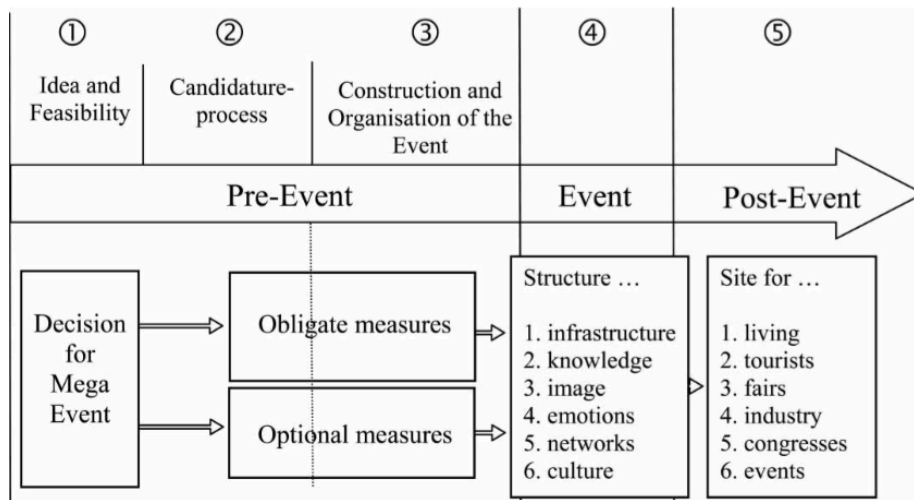 ① ② ③ ④ ⑤
Idea and
Feasibility
Candidature-
process
Construction and
Organisation of the
Event
Pre-Event Event Post-Event
Decision
for
Mega
Event
Obligate measures
Optional measures
Structure ...
1. infrastructure
2. knowledge
3. image
4. emotions
5. networks
6. culture
Site for ...
1. living
2. tourists
3. fairs
4. industry
5. congresses
6. events